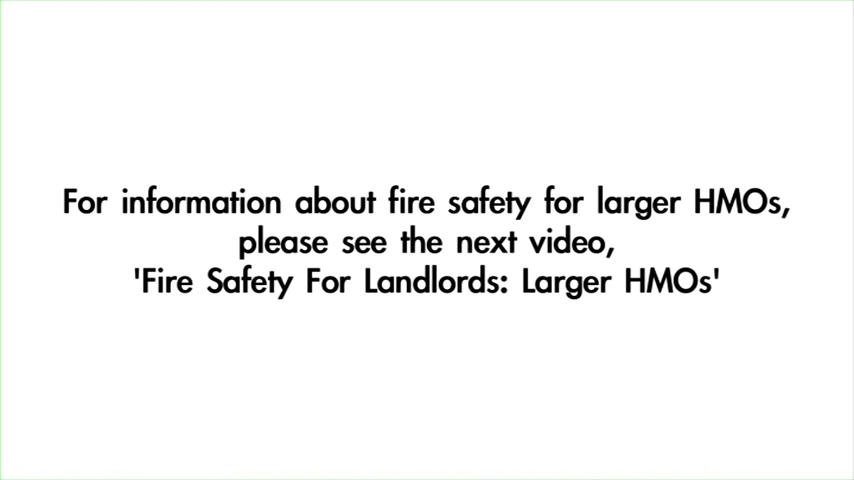 For information about fire safety for larger HMOs,
please see the next video,
'Fire Safety For Landlords: Larger HMOs'